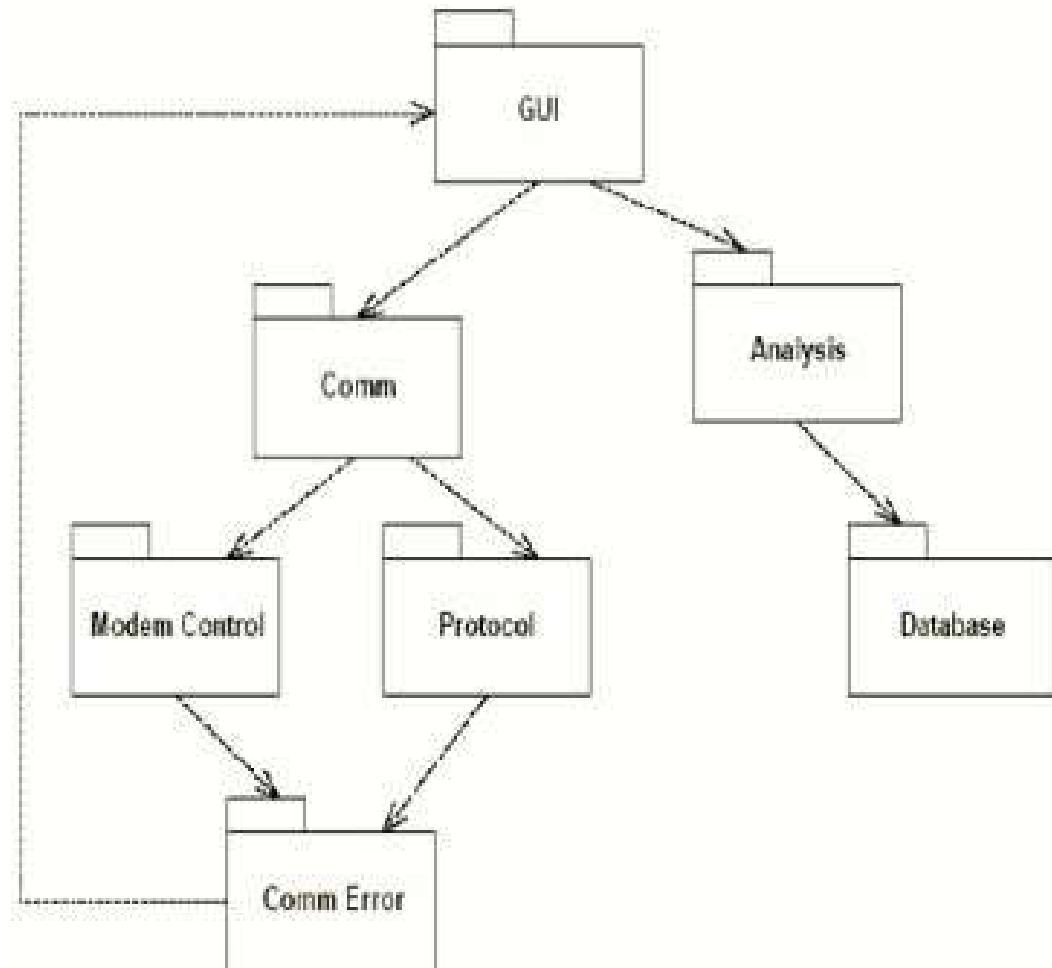 GUI
Comm
Analysis
Modem Control
Protocol
Database
Comm Error